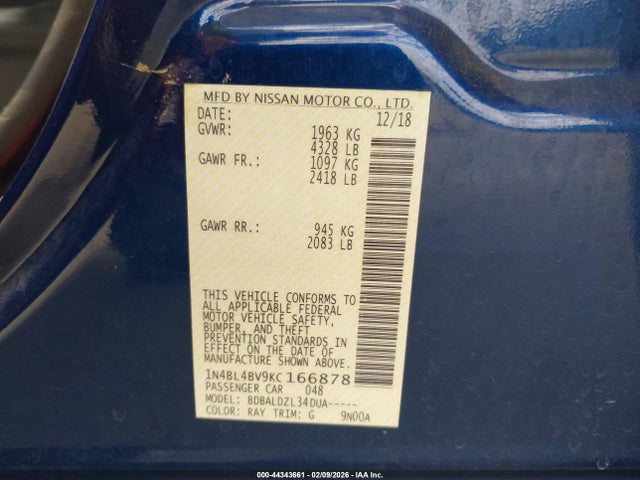 MFD BY NISSAN MOTOR CO., LTD.
DATE: 12/18
GVWR: 1963 KG
4328 LB
GAWR FR.: 1097 KG
2418 LB
GAWR RR.: 945 KG
2083 LB
THIS VEHICLE CONFORMS TO
ALL APPLICABLE FEDERAL
MOTOR VEHICLE SAFETY,
BUMPER, AND THEFT
PREVENTION STANDARDS IN
EFFECT ON THE DATE OF
MANUFACTURE SHOWN ABOVE.
1N4BL4BV9KC166878
PASSENGER CAR 048
MODEL: BDBALDZL34DUA-----
COLOR: RAY TRIM: G 9N00A
000-44343661 - 02/09/2026 - IAA Inc.